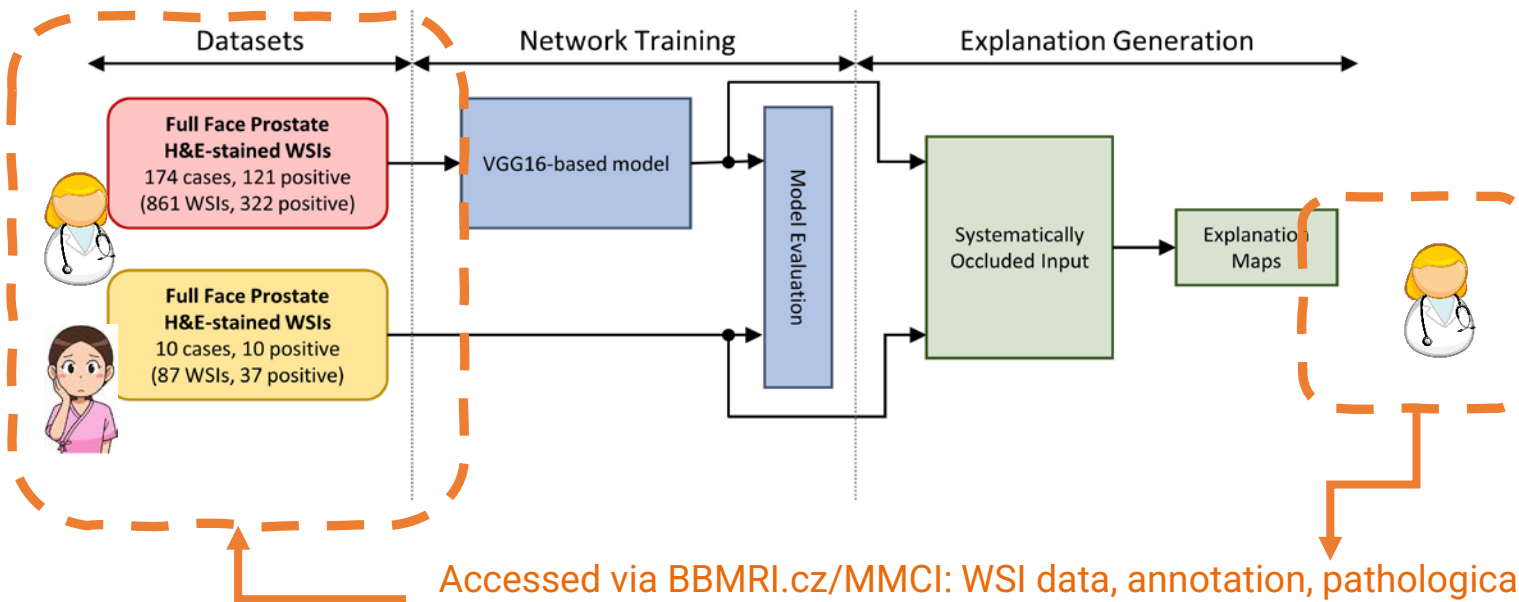 Datasets
Network Training
Explanation Generation
Full Face Prostate
H&E-stained WSIs
174 cases, 121 positive
(861 WSIs, 322 positive)
VGG16-based model
Model Evaluation
Systematically
Occluded Input
Explanation
Maps
Full Face Prostate
H&E-stained WSIs
10 cases, 10 positive
(87 WSIs, 37 positive)
Accessed via BBMRI.cz/MMCI: WSI data, annotation, pathologica